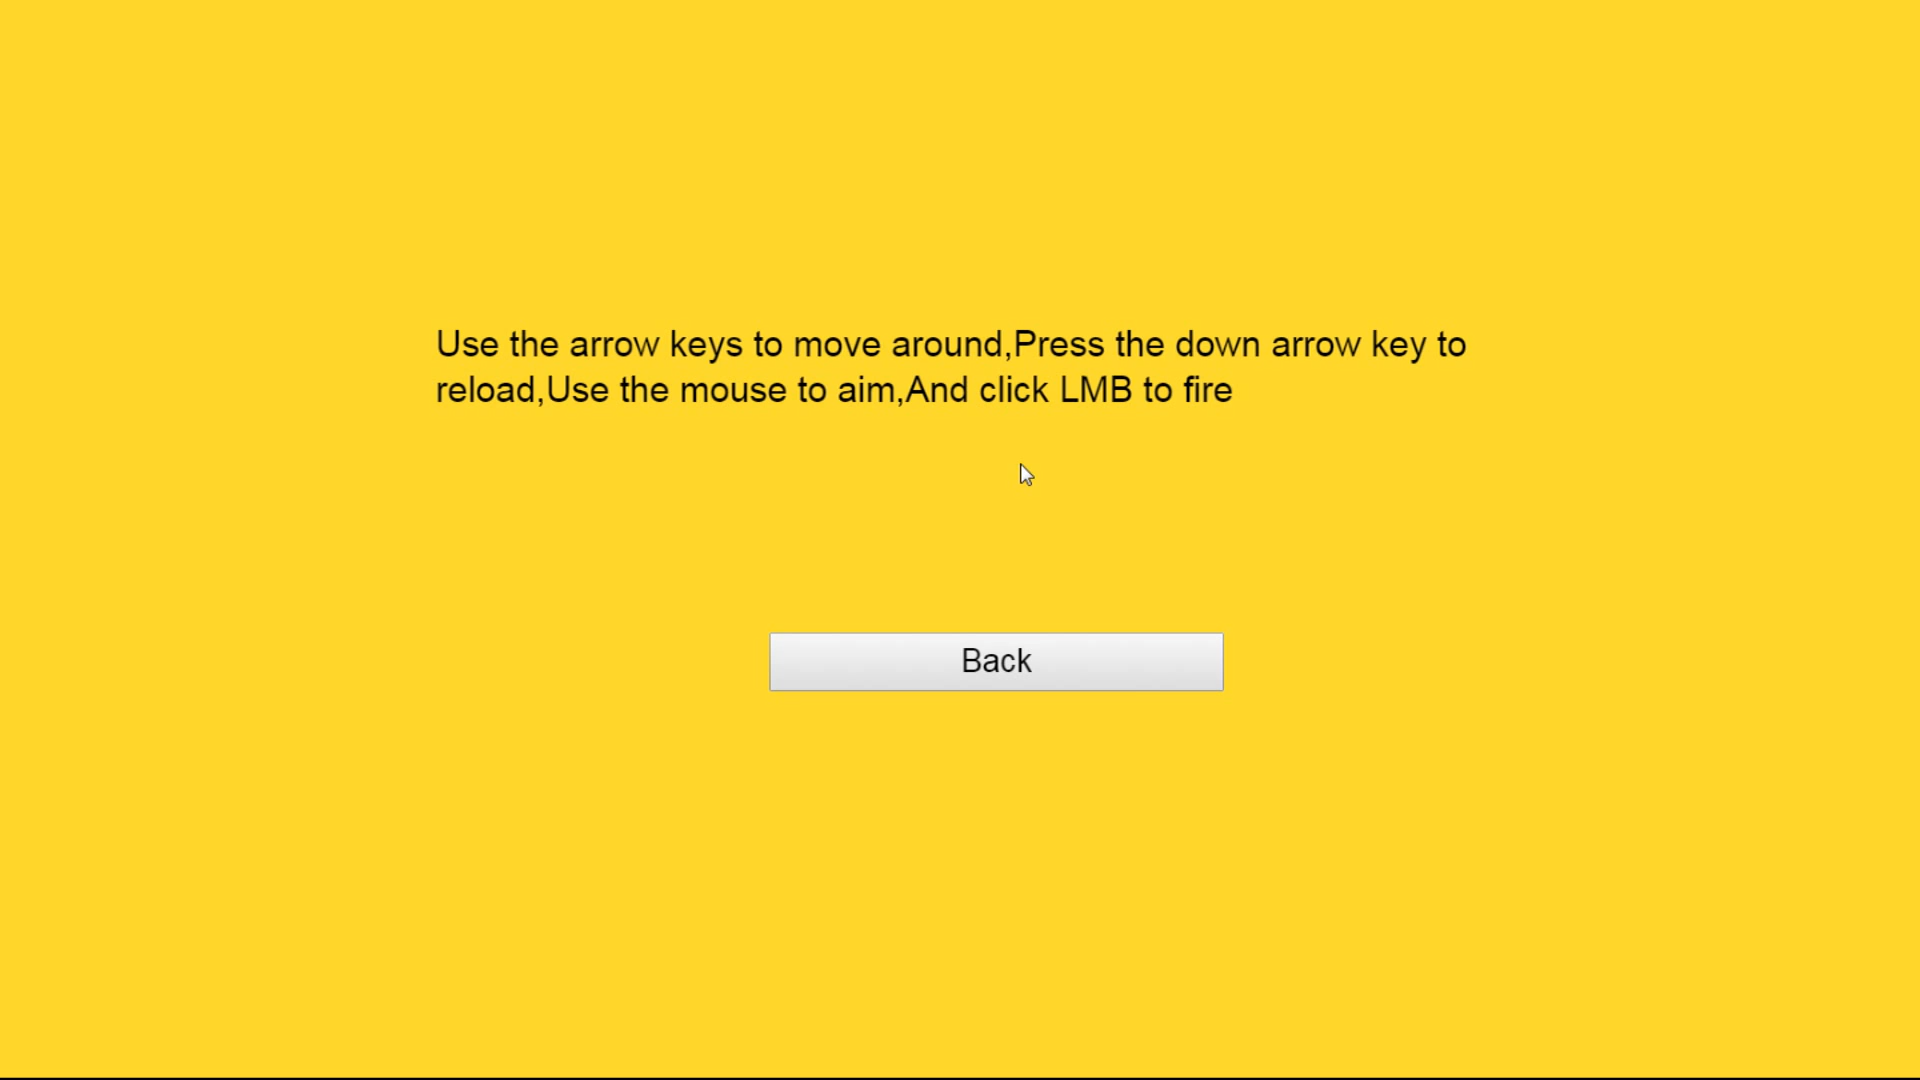 Use the arrow keys to move around,Press the down arrow key to
reload,Use the mouse to aim,And click LMB to fire
Back